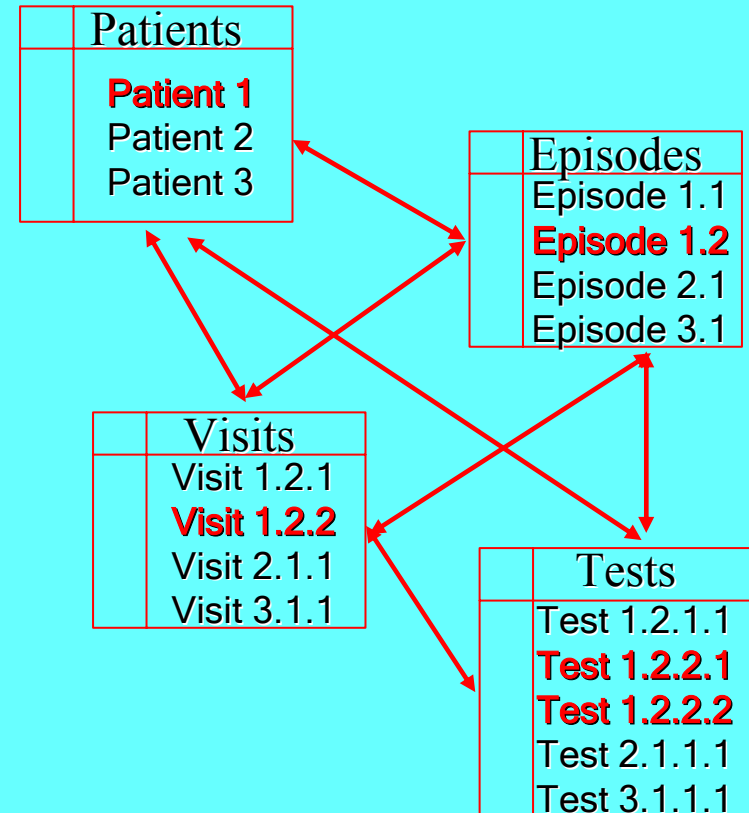 Patients
Patient 1
Patient 2
Patient 3
Episodes
Episode 1.1
Episode 1.2
Episode 2.1
Episode 3.1
Visits
Visit 1.2.1
Visit 1.2.2
Visit 2.1.1
Visit 3.1.1
Tests
Test 1.2.1.1
Test 1.2.2.1
Test 1.2.2.2
Test 2.1.1.1
Test 3.1.1.1